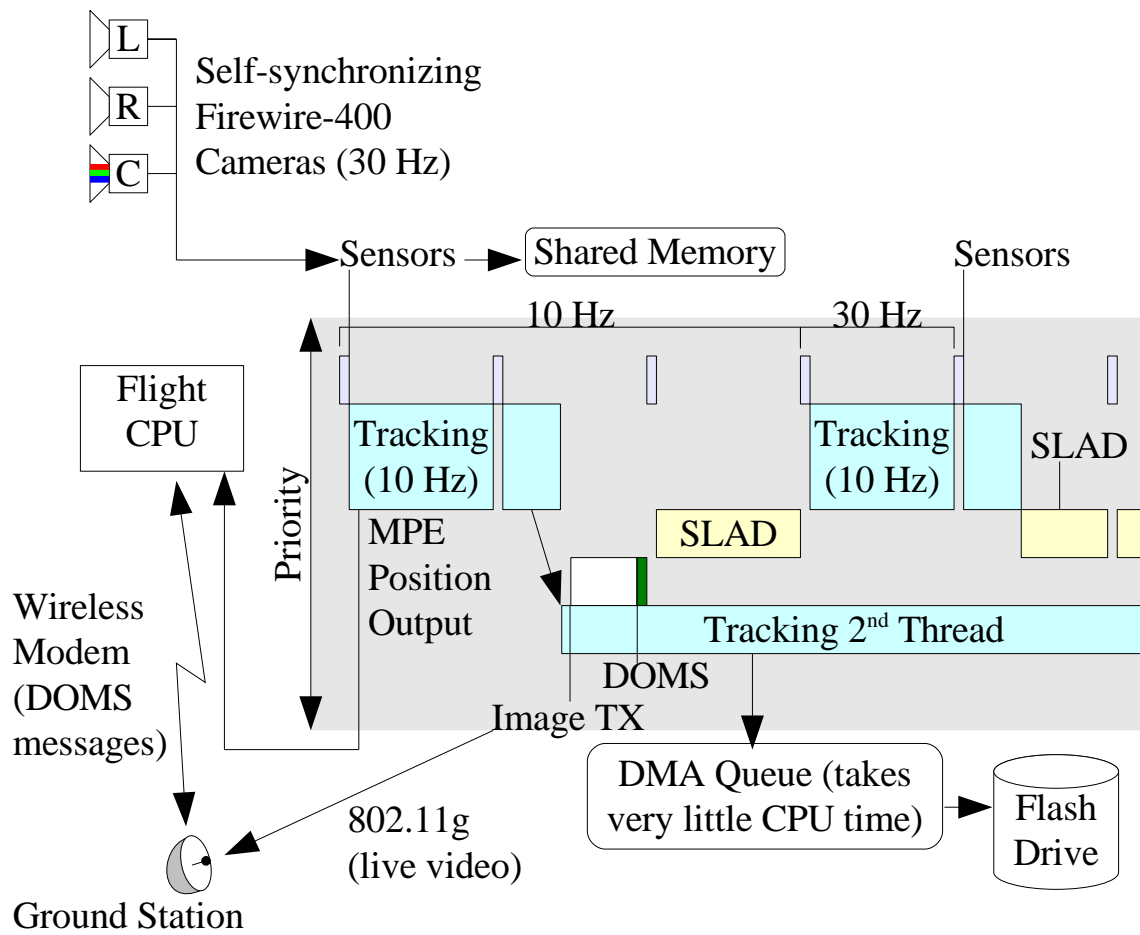 L
R
C
Self-synchronizing
Firewire-400
Cameras (30 Hz)
Sensors
Shared Memory
Sensors
10 Hz
30 Hz
Flight
CPU
Priority
Tracking
(10 Hz)
Tracking
(10 Hz)
SLAD
MPE
Position
Output
SLAD
Wireless
Modem
(DOMS
messages)
Tracking 2nd Thread
DOMS
Image TX
DMA Queue (takes
very little CPU time)
Flash
Drive
802.11g
(live video)
Ground Station